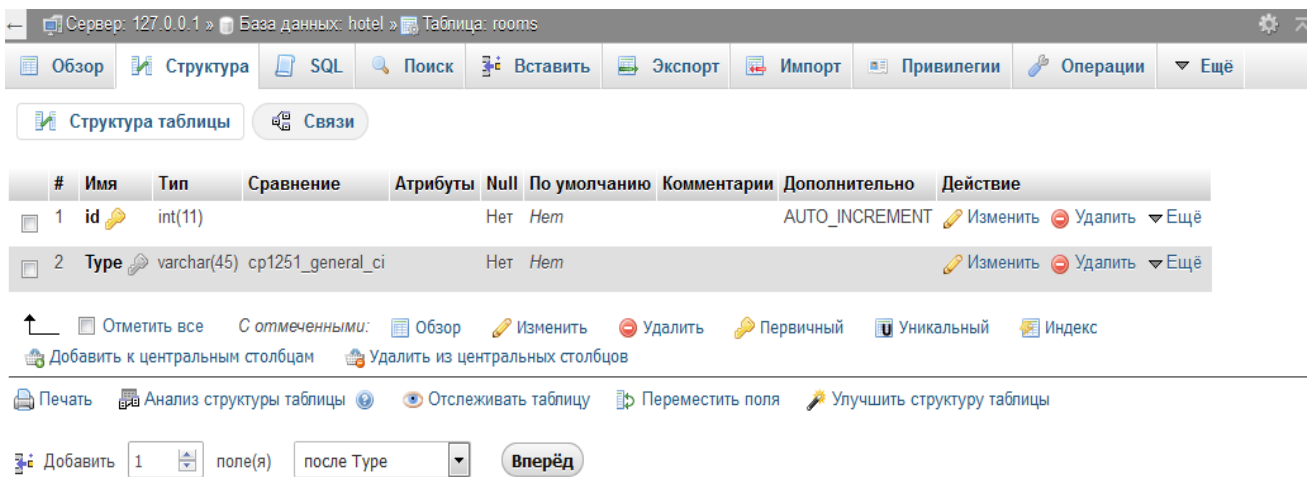 ← Сервер: 127.0.0.1 » База данных: hotel » Таблица: rooms
Обзор Структура SQL Поиск Вставить Экспорт Импорт Привилегии Операции Ещё
Структура таблицы Связи
# Имя Тип Сравнение Атрибуты Null По умолчанию Комментарии Дополнительно Действие
1 id int(11) Нет Нет AUTO_INCREMENT Изменить Удалить Ещё
2 Type varchar(45) cp1251_general_ci Нет Нет Изменить Удалить Ещё
Отметить все С отмеченными: Обзор Изменить Удалить Первичный Уникальный Индекс
Добавить к центральным столбцам Удалить из центральных столбцов
Печать Анализ структуры таблицы Отслеживать таблицу Переместить поля Улучшить структуру таблицы
Добавить 1 поле(я) после Type Вперёд